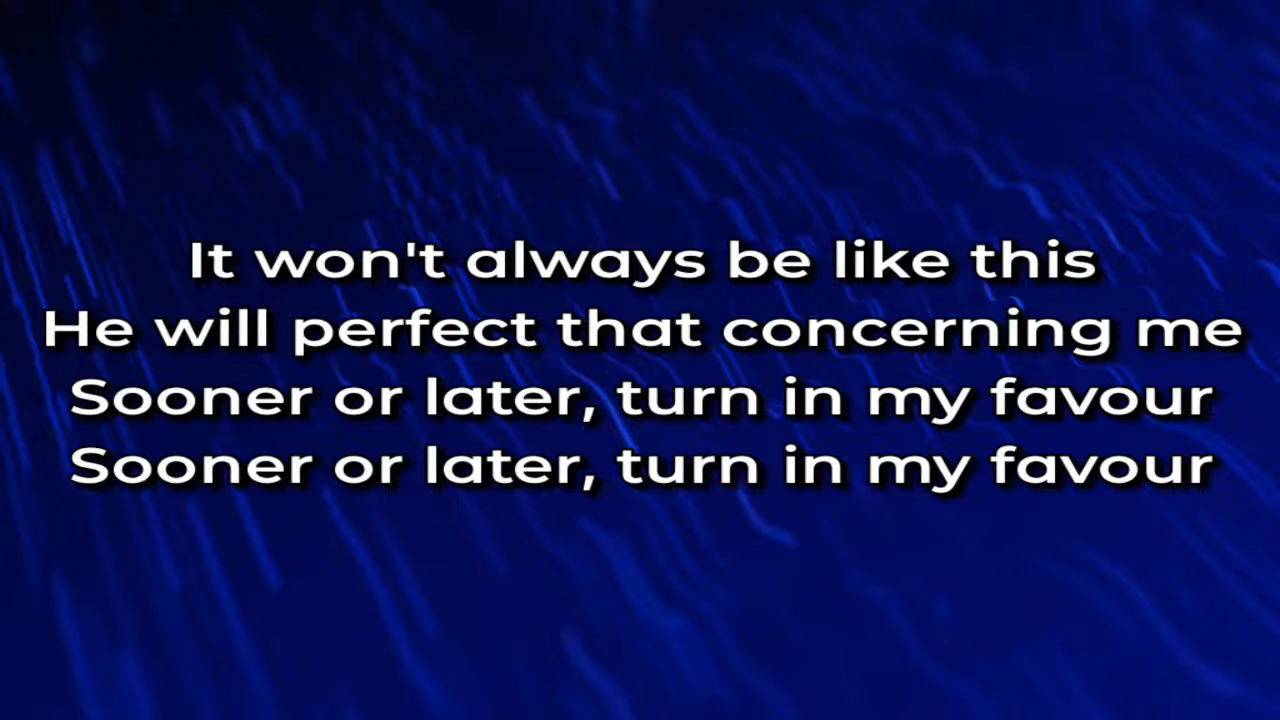 It won't always be like this
He will perfect that concerning me
Sooner or later, turn in my favour
Sooner or later, turn in my favour